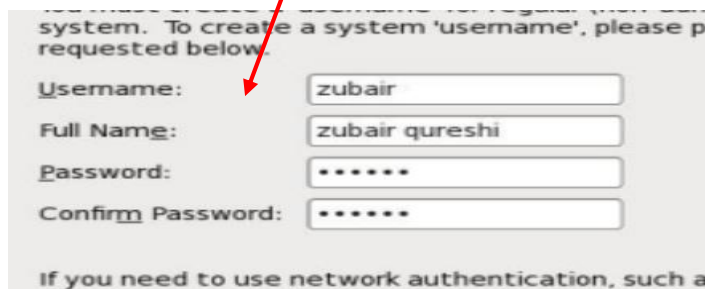 system. To create a system 'username', please p
requested below.
Username: zubair
Full Name: zubair qureshi
Password: ••••••
Confirm Password: ••••••
If you need to use network authentication, such a